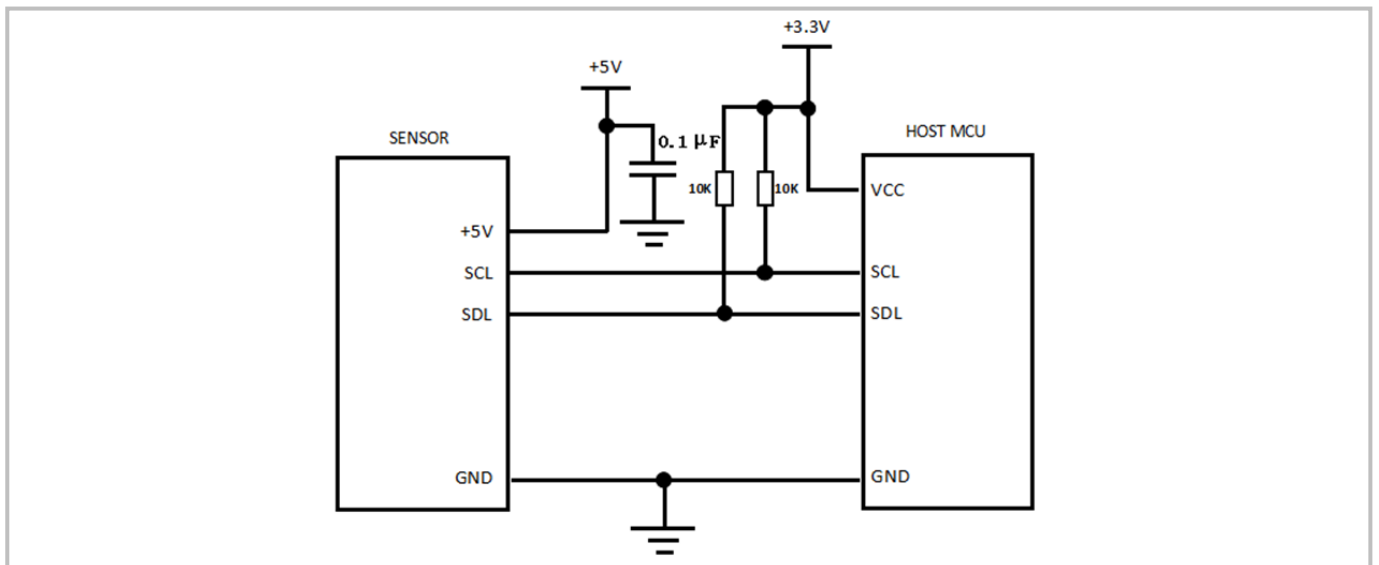 +3.3V
+5V
SENSOR
HOST MCU
0.1 μF
10K
10K
VCC
+5V
SCL
SCL
SDL
SDL
GND
GND